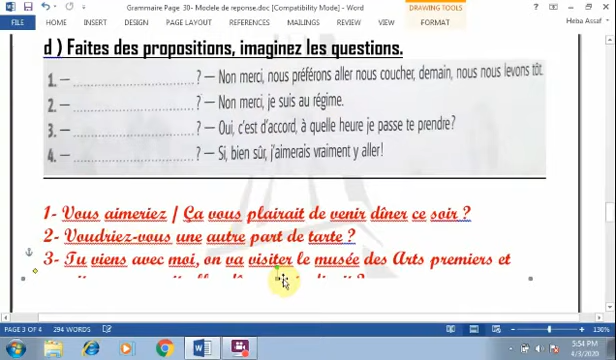 Grammaire Page 30- Modele de reponse.doc [Compatibility Mode] - Word
DRAWING TOOLS
Heba Assaf
FILE HOME INSERT DESIGN PAGE LAYOUT REFERENCES MAILINGS REVIEW VIEW FORMAT
d ) Faites des propositions, imaginez les questions.
1. – ........................ ? – Non merci, nous préférons aller nous coucher, demain, nous nous levons tôt.
2. – ........................ ? – Non merci, je suis au régime.
3. – ........................ ? – Oui, c'est d'accord, à quelle heure je passe te prendre?
4. – ........................ ? – Si, bien sûr, j'aimerais vraiment y aller!
1- Vous aimeriez / Ça vous plairait de venir dîner ce soir ?
2- Voudriez-vous une autre part de tarte ?
3- Tu viens avec moi, on va visiter le musée des Arts premiers et
PAGE 3 OF 4 294 WORDS 130%
5:54 PM
4/3/2020